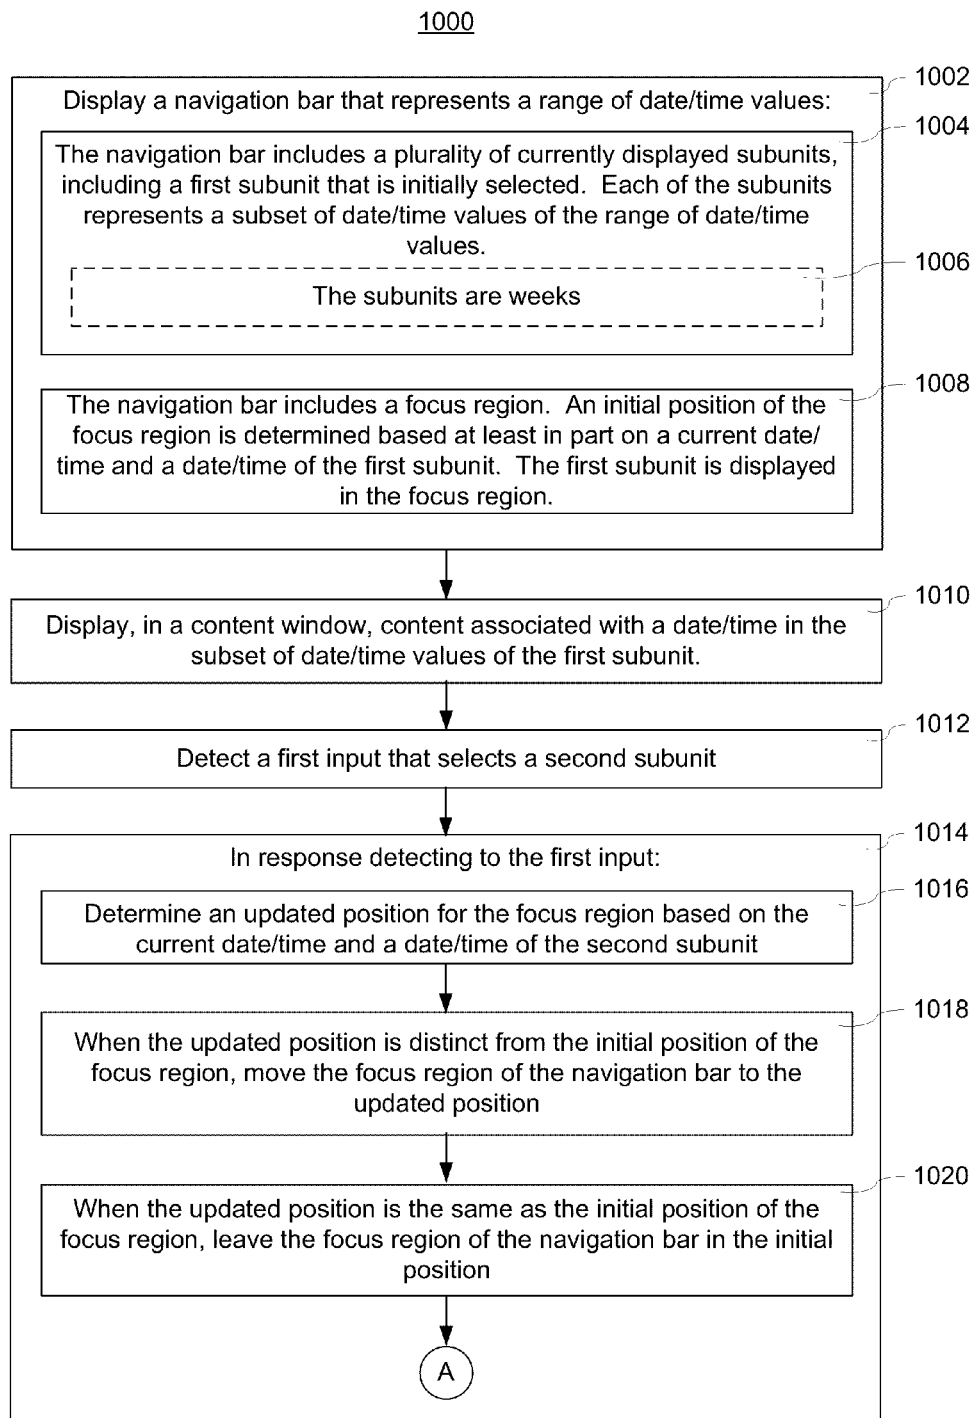 1000
1002
Display a navigation bar that represents a range of date/time values:
1004
The navigation bar includes a plurality of currently displayed subunits,
including a first subunit that is initially selected.  Each of the subunits
represents a subset of date/time values of the range of date/time
values.
1006
The subunits are weeks
1008
The navigation bar includes a focus region.  An initial position of the
focus region is determined based at least in part on a current date/
time and a date/time of the first subunit.  The first subunit is displayed
in the focus region.
1010
Display, in a content window, content associated with a date/time in the
subset of date/time values of the first subunit.
1012
Detect a first input that selects a second subunit
1014
In response detecting to the first input:
1016
Determine an updated position for the focus region based on the
current date/time and a date/time of the second subunit
1018
When the updated position is distinct from the initial position of the
focus region, move the focus region of the navigation bar to the
updated position
1020
When the updated position is the same as the initial position of the
focus region, leave the focus region of the navigation bar in the initial
position
A